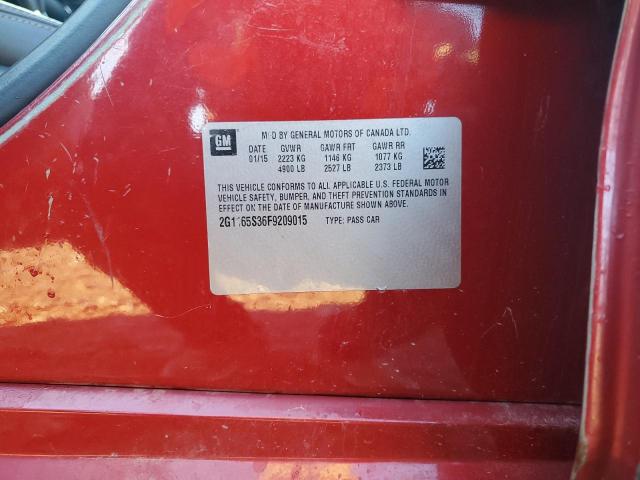 GM
MFD BY GENERAL MOTORS OF CANADA LTD.
DATE GVWR GAWR FRT GAWR RR
01/15 2223 KG 1146 KG 1077 KG
4900 LB 2527 LB 2373 LB
THIS VEHICLE CONFORMS TO ALL APPLICABLE U.S. FEDERAL MOTOR
VEHICLE SAFETY, BUMPER, AND THEFT PREVENTION STANDARDS IN
EFFECT ON THE DATE OF MANUFACTURE SHOWN ABOVE.
TYPE: PASS CAR